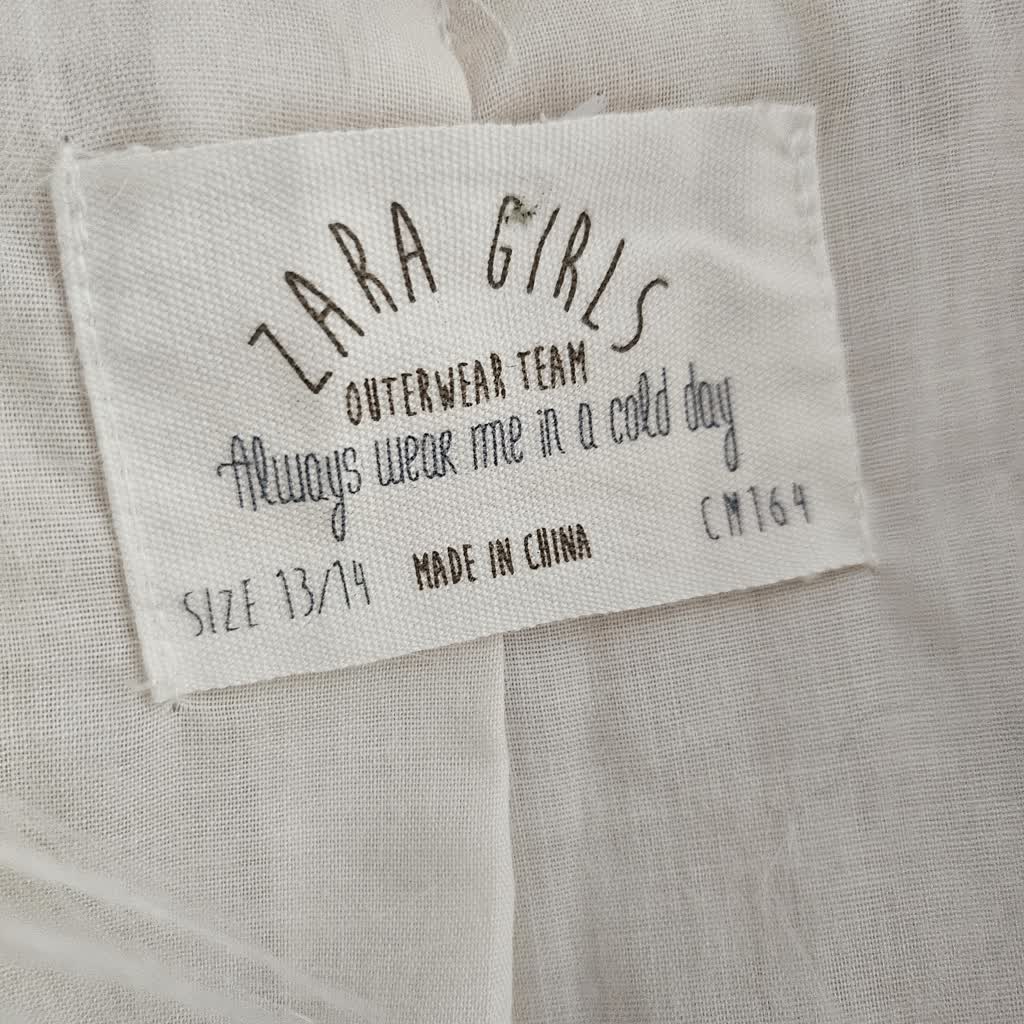 ZARA GIRLS
OUTERWEAR TEAM
Always wear me in a cold day
CM164
SIZE 13/14 MADE IN CHINA